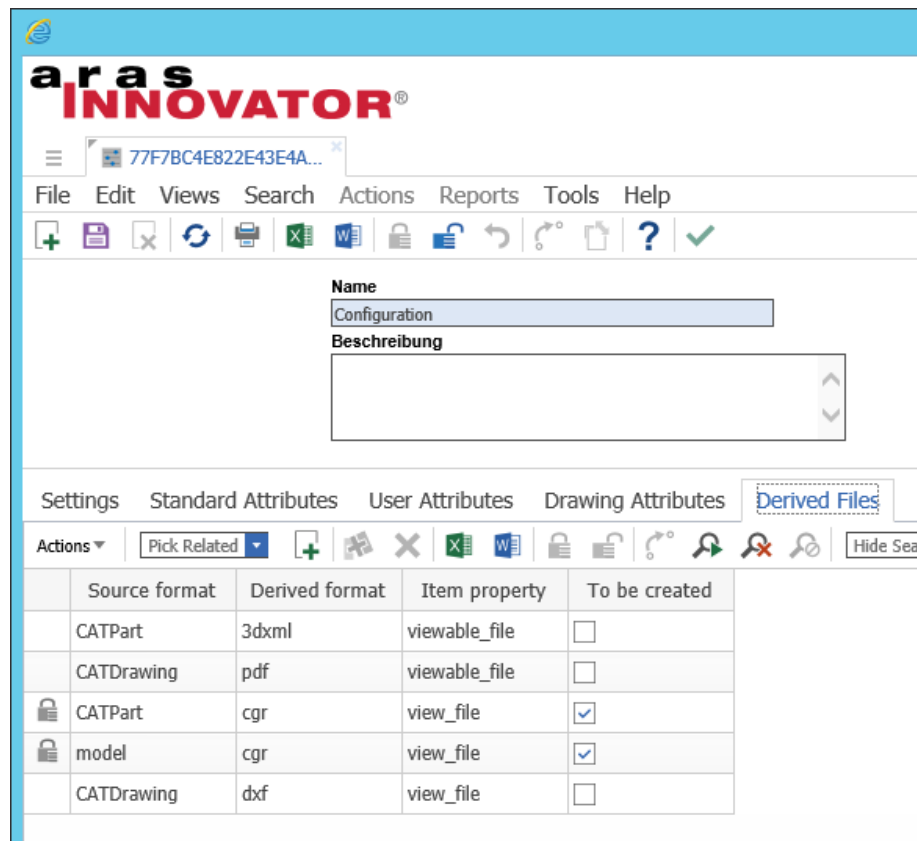 aras
INNOVATOR®
77F7BC4E822E43E4A...
File Edit Views Search Actions Reports Tools Help
Name
Configuration
Beschreibung
Settings Standard Attributes User Attributes Drawing Attributes Derived Files
Actions Pick Related Hide Sea
Source format Derived format Item property To be created
CATPart 3dxml viewable_file
CATDrawing pdf viewable_file
CATPart cgr view_file
model cgr view_file
CATDrawing dxf view_file